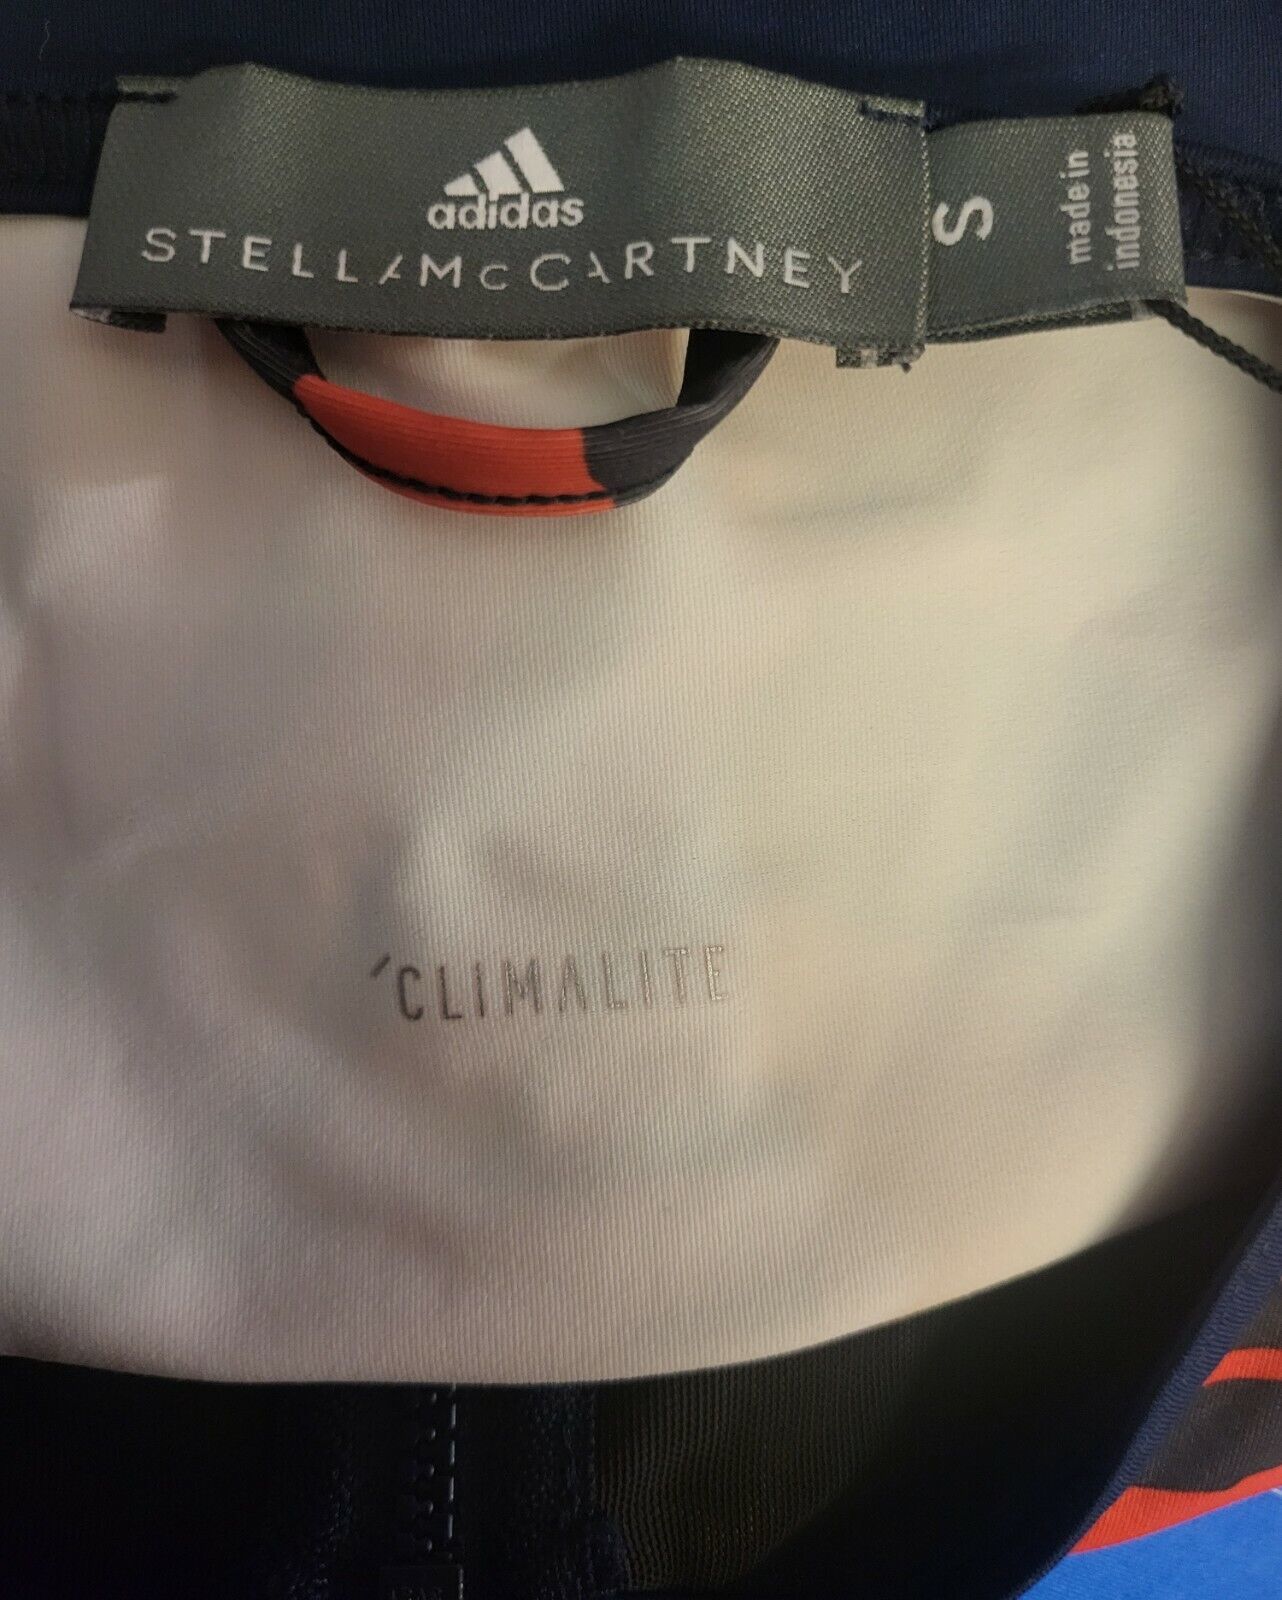 adidas
STELLAMcCARTNEY
S
made in
indonesia
'CLIMALITE